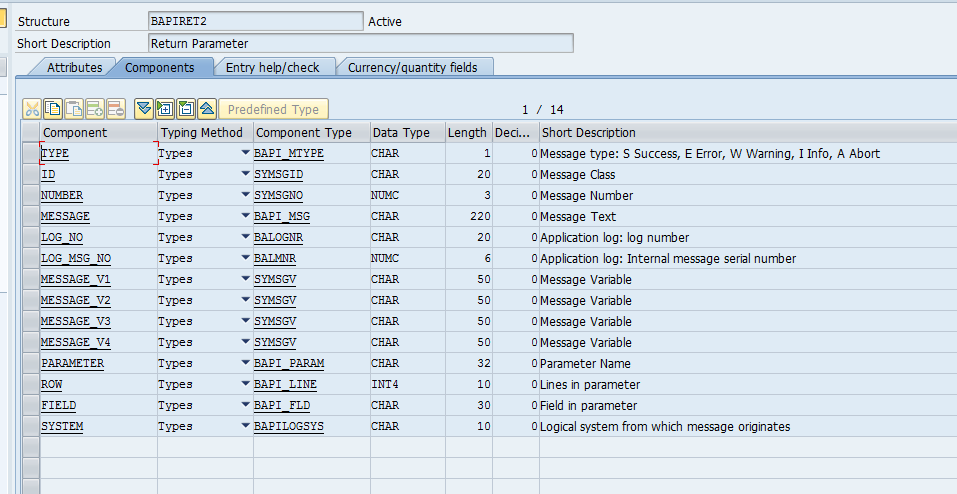 Structure BAPIRET2 Active
Short Description Return Parameter
Attributes Components Entry help/check Currency/quantity fields
Predefined Type 1 / 14
Component Typing Method Component Type Data Type Length Deci... Short Description
TYPE Types BAPI_MTYPE CHAR 1 0 Message type: S Success, E Error, W Warning, I Info, A Abort
ID Types SYMSGID CHAR 20 0 Message Class
NUMBER Types SYMSGNO NUMC 3 0 Message Number
MESSAGE Types BAPI_MSG CHAR 220 0 Message Text
LOG_NO Types BALOGNR CHAR 20 0 Application log: log number
LOG_MSG_NO Types BALMNR NUMC 6 0 Application log: Internal message serial number
MESSAGE_V1 Types SYMSGV CHAR 50 0 Message Variable
MESSAGE_V2 Types SYMSGV CHAR 50 0 Message Variable
MESSAGE_V3 Types SYMSGV CHAR 50 0 Message Variable
MESSAGE_V4 Types SYMSGV CHAR 50 0 Message Variable
PARAMETER Types BAPI_PARAM CHAR 32 0 Parameter Name
ROW Types BAPI_LINE INT4 10 0 Lines in parameter
FIELD Types BAPI_FLD CHAR 30 0 Field in parameter
SYSTEM Types BAPILOGSYS CHAR 10 0 Logical system from which message originates